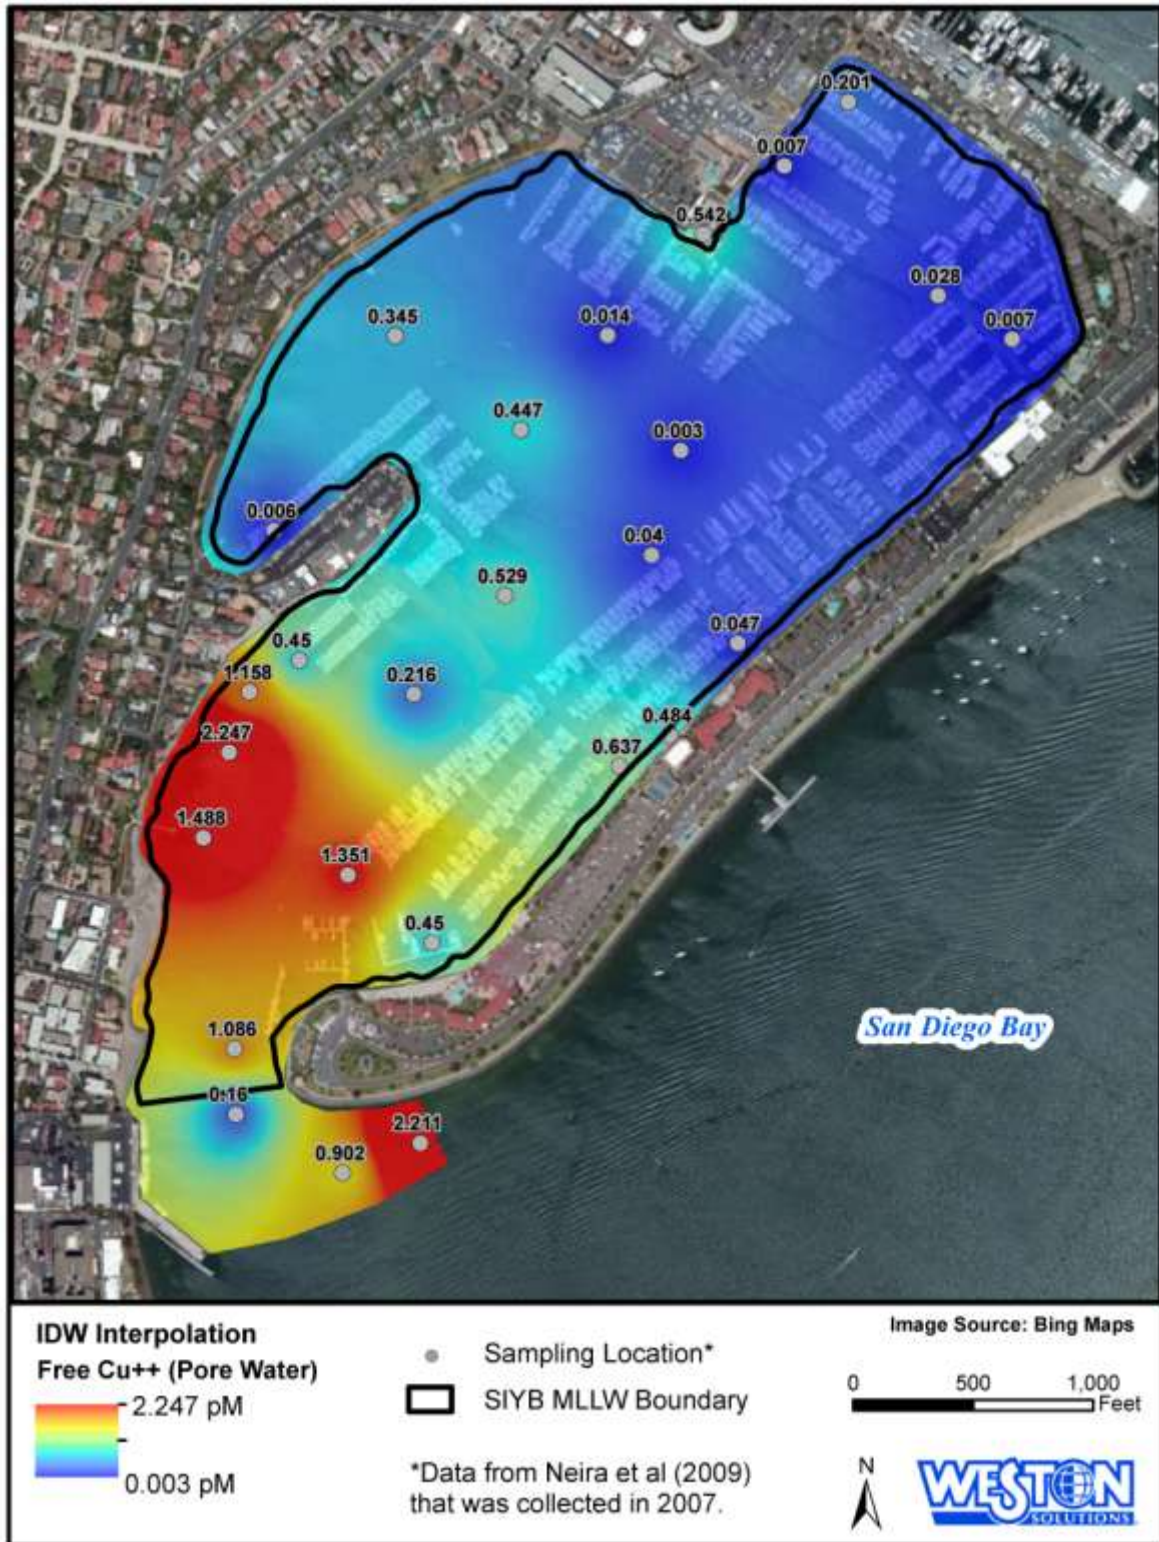 0.201
0.007
0.542
0.028
0.345
0.014
0.007
0.447
0.003
0.006
0.04
0.529
0.45
0.047
1.158
0.216
0.484
2.247
0.637
1.488
1.351
0.45
San Diego Bay
1.086
0.16
2.211
0.902
IDW Interpolation
Free Cu++ (Pore Water)
2.247 pM
0.003 pM
Sampling Location*
SIYB MLLW Boundary
*Data from Neira et al (2009)
that was collected in 2007.
Image Source: Bing Maps
0 500 1,000
Feet
N
WESTON
SOLUTIONS